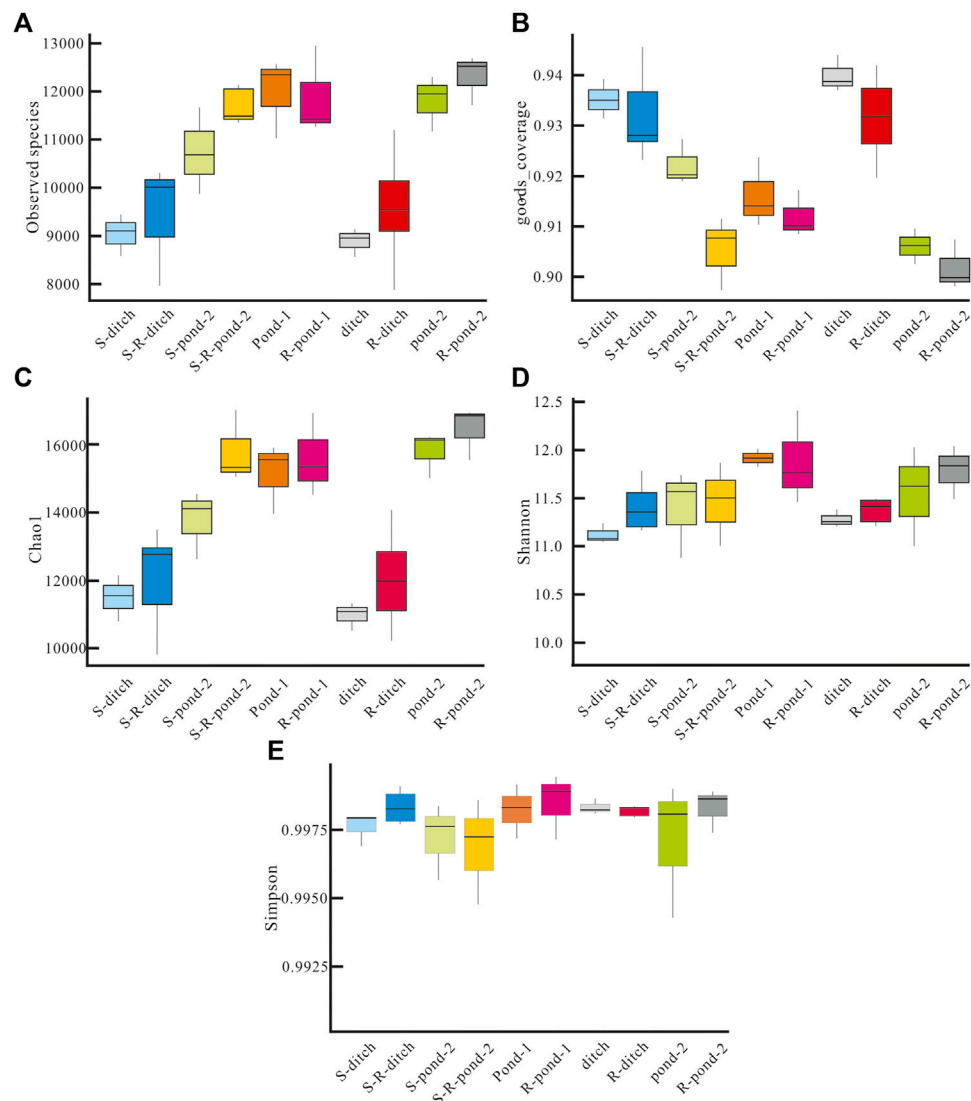 A
Observed species
13000
12000
11000
10000
9000
8000
S-ditch
S-R-ditch
S-pond-2
S-R-pond-2
Pond-1
R-pond-1
ditch
R-ditch
pond-2
R-pond-2
B
goods_coverage
0.94
0.93
0.92
0.91
0.90
S-ditch
S-R-ditch
S-pond-2
S-R-pond-2
Pond-1
R-pond-1
ditch
R-ditch
pond-2
R-pond-2
C
Chao1
16000
14000
12000
10000
S-ditch
S-R-ditch
S-pond-2
S-R-pond-2
Pond-1
R-pond-1
ditch
R-ditch
pond-2
R-pond-2
D
Shannon
12.5
12.0
11.5
11.0
10.5
10.0
S-ditch
S-R-ditch
S-pond-2
S-R-pond-2
Pond-1
R-pond-1
ditch
R-ditch
pond-2
R-pond-2
E
Simpson
0.9975
0.9950
0.9925
S-ditch
S-R-ditch
S-pond-2
S-R-pond-2
Pond-1
R-pond-1
ditch
R-ditch
pond-2
R-pond-2